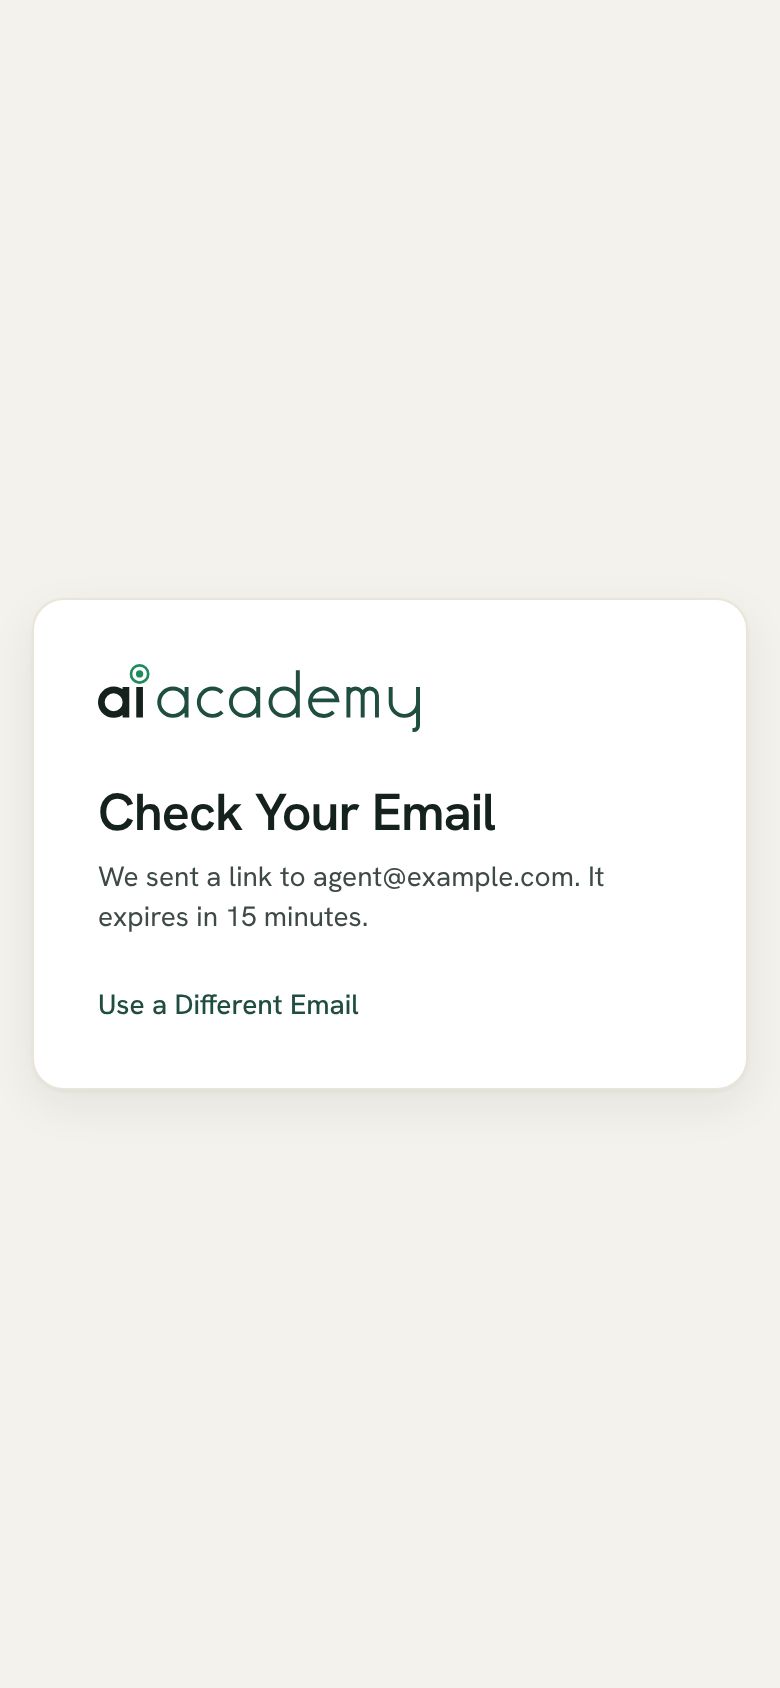 ai academy
Check Your Email
We sent a link to agent@example.com. It
expires in 15 minutes.
Use a Different Email